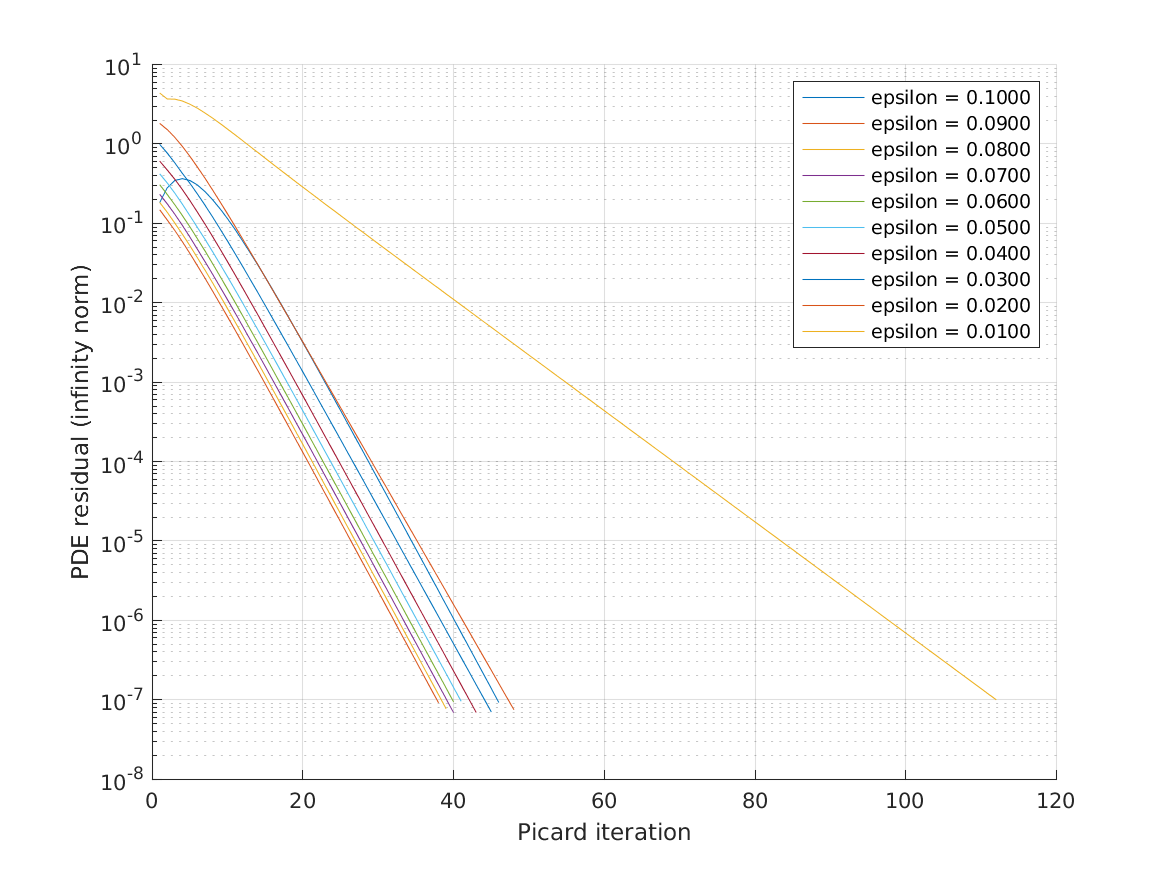 10^1
10^0
10^-1
10^-2
10^-3
10^-4
10^-5
10^-6
10^-7
10^-8
PDE residual (infinity norm)
epsilon = 0.1000
epsilon = 0.0900
epsilon = 0.0800
epsilon = 0.0700
epsilon = 0.0600
epsilon = 0.0500
epsilon = 0.0400
epsilon = 0.0300
epsilon = 0.0200
epsilon = 0.0100
0 20 40 60 80 100 120
Picard iteration